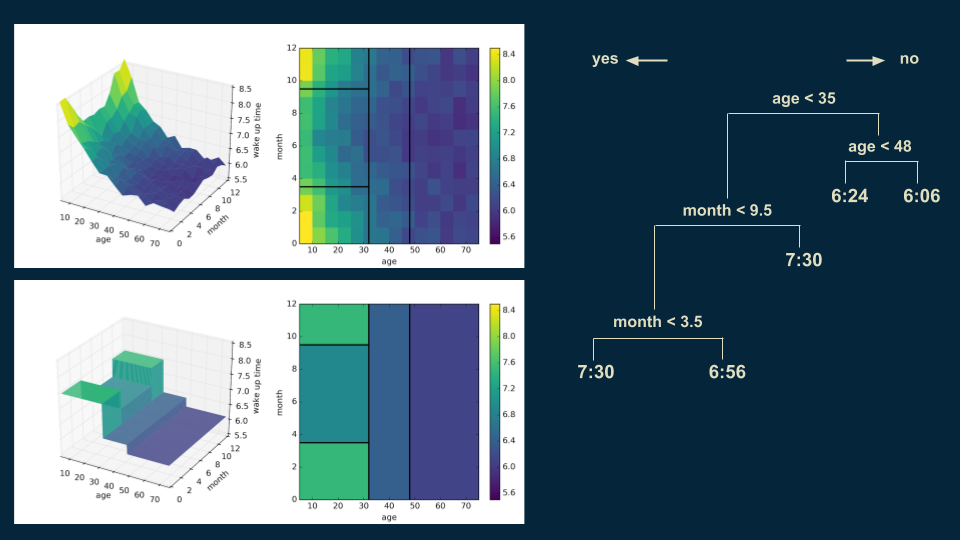 8.5
8.0
7.5
7.0
6.5
6.0
5.5
wake up time
10 20 30 40 50 60 70
age
0 2 4 6 8 10 12
month
12
10
8
6
4
2
0
month
10 20 30 40 50 60 70
age
8.4
8.0
7.6
7.2
6.8
6.4
6.0
5.6
8.5
8.0
7.5
7.0
6.5
6.0
5.5
wake up time
10 20 30 40 50 60 70
age
0 2 4 6 8 10 12
month
12
10
8
6
4
2
0
month
10 20 30 40 50 60 70
age
8.4
8.0
7.6
7.2
6.8
6.4
6.0
5.6
yes no
age < 35
age < 48
6:24 6:06
month < 9.5
7:30
month < 3.5
7:30 6:56